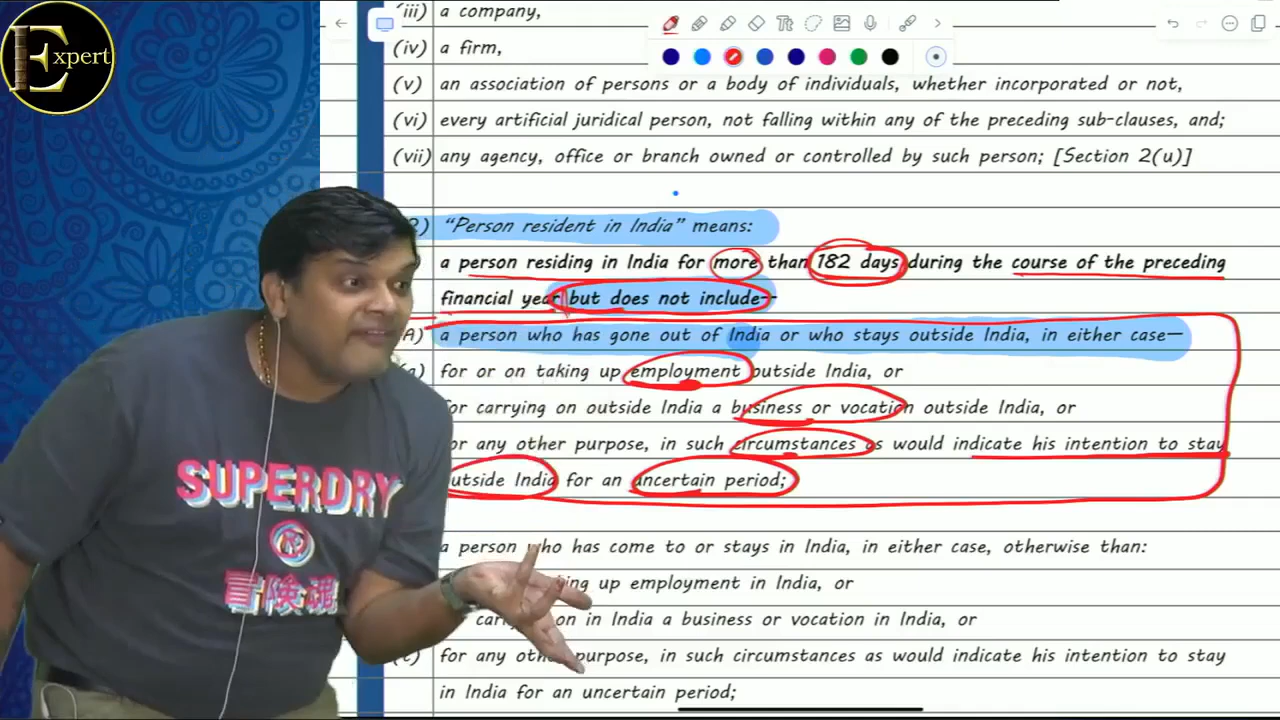 Expert
(iii) a company,
(iv) a firm,
(v) an association of persons or a body of individuals, whether incorporated or not,
(vi) every artificial juridical person, not falling within any of the preceding sub-clauses, and;
(vii) any agency, office or branch owned or controlled by such person; [Section 2(u)]
“Person resident in India” means:
a person residing in India for more than 182 days during the course of the preceding
financial year but does not include—
A) a person who has gone out of India or who stays outside India, in either case—
for or on taking up employment outside India, or
for carrying on outside India a business or vocation outside India, or
for any other purpose, in such circumstances as would indicate his intention to stay
outside India for an uncertain period;
a person who has come to or stays in India, in either case, otherwise than:
up employment in India, or
on in India a business or vocation in India, or
(c) for any other purpose, in such circumstances as would indicate his intention to stay
in India for an uncertain period;
SUPERDRY
冒険魂